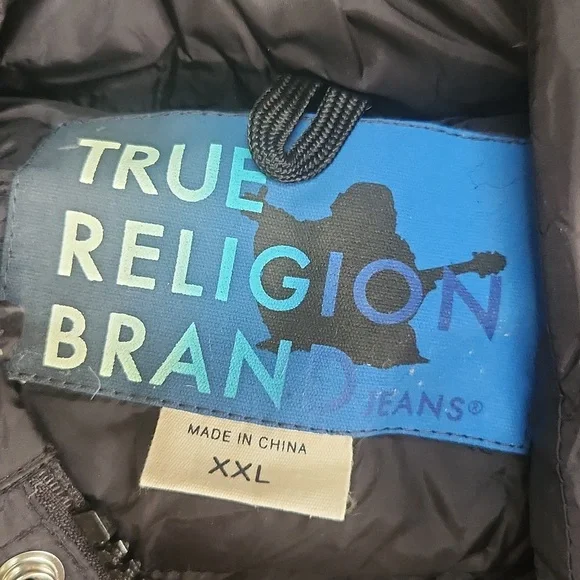 TRUE
RELIGION
BRAND JEANS®
MADE IN CHINA
XXL